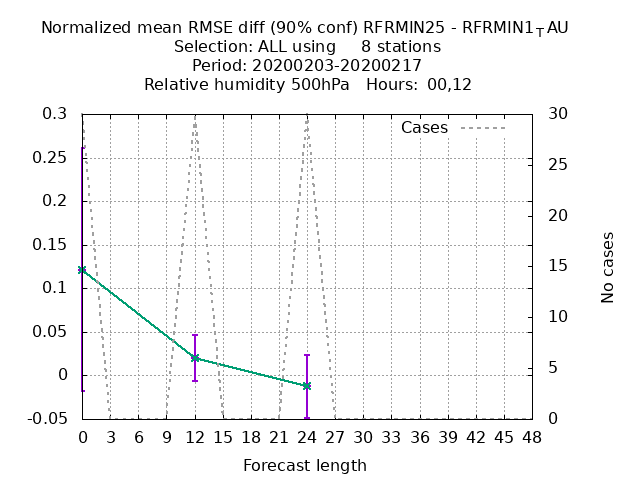 Normalized mean RMSE diff (90% conf) RFRMIN25 - RFRMIN1_TAU
Selection: ALL using 8 stations
Period: 20200203-20200217
Relative humidity 500hPa Hours: 00,12
Cases
0.3
0.25
0.2
0.15
0.1
0.05
0
-0.05
30
25
20
15
10
5
0
No cases
0 3 6 9 12 15 18 21 24 27 30 33 36 39 42 45 48
Forecast length